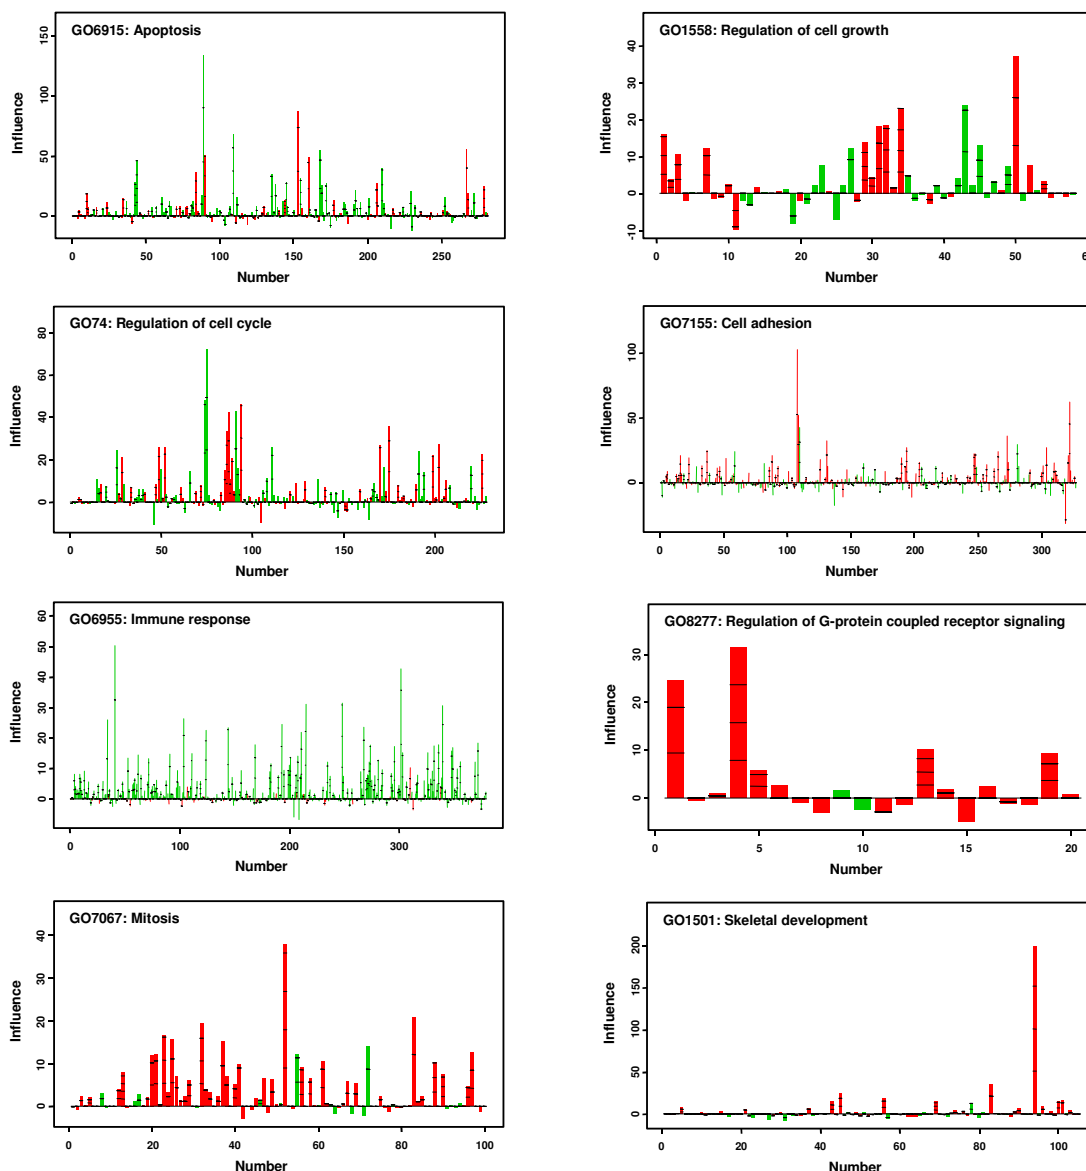 GO6915: Apoptosis
Influence
150
100
50
0
0 50 100 150 200 250
Number
GO1558: Regulation of cell growth
Influence
40
30
20
10
0
-10
0 10 20 30 40 50 6
Number
GO74: Regulation of cell cycle
Influence
80
60
40
20
0
0 50 100 150 200
Number
GO7155: Cell adhesion
Influence
100
50
0
0 50 100 150 200 250 300
Number
GO6955: Immune response
Influence
60
50
40
30
20
10
0
0 100 200 300
Number
GO8277: Regulation of G-protein coupled receptor signaling
Influence
30
20
10
0
0 5 10 15 20
Number
GO7067: Mitosis
Influence
40
30
20
10
0
0 20 40 60 80 100
Number
GO1501: Skeletal development
Influence
200
150
100
50
0
0 20 40 60 80 100
Number